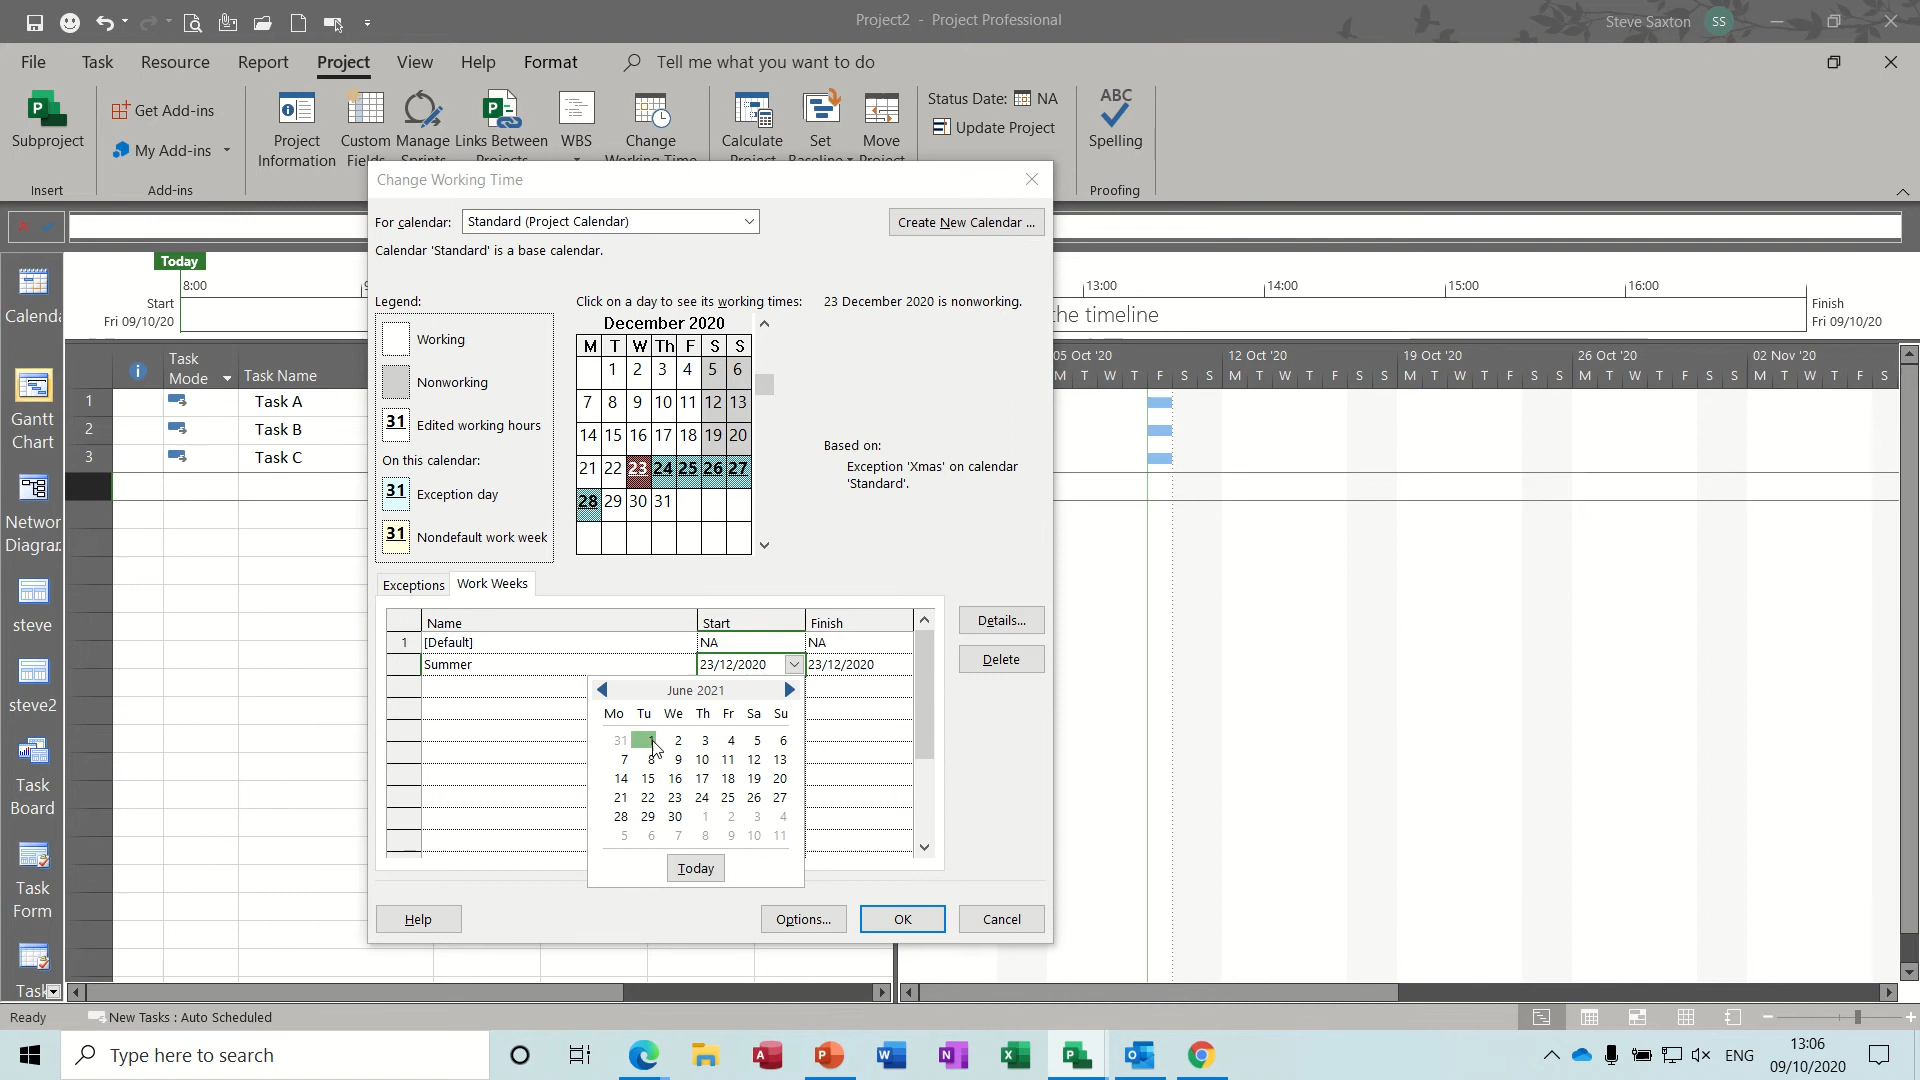 Project2 - Project Professional
Steve Saxton
SS
File
Task
Resource
Report
Project
View
Help
Format
Tell me what you want to do
Subproject
Get Add-ins
My Add-ins
Project
Information
Custom
Fields
Manage
Sprints
Links Between
Projects
WBS
Change
Working Time
Calculate
Project
Set
Baseline
Move
Project
Status Date:
NA
Update Project
ABC
Spelling
Insert
Add-ins
Proofing
Change Working Time
For calendar:
Standard (Project Calendar)
Create New Calendar ...
Calendar 'Standard' is a base calendar.
Today
8:00
Start
Fri 09/10/20
13:00
14:00
15:00
16:00
the timeline
Finish
Fri 09/10/20
Legend:
Working
Nonworking
31 Edited working hours
On this calendar:
31 Exception day
31 Nondefault work week
Click on a day to see its working times:
23 December 2020 is nonworking.
December 2020
M T W Th F S S
1 2 3 4 5 6
7 8 9 10 11 12 13
14 15 16 17 18 19 20
21 22 23 24 25 26 27
28 29 30 31
Based on:
Exception 'Xmas' on calendar
'Standard'.
Exceptions
Work Weeks
Name Start Finish
1 [Default] NA NA
Summer 23/12/2020 23/12/2020
Details...
Delete
June 2021
Mo Tu We Th Fr Sa Su
31 1 2 3 4 5 6
7 8 9 10 11 12 13
14 15 16 17 18 19 20
21 22 23 24 25 26 27
28 29 30 1 2 3 4
5 6 7 8 9 10 11
Today
Help
Options...
OK
Cancel
Task
Mode
Task Name
1 Task A
2 Task B
3 Task C
05 Oct '20
12 Oct '20
19 Oct '20
26 Oct '20
02 Nov '20
M T W T F S S M T W T F S S M T W T F S S M T W T F S S M T W T F S
Calenda
Gantt
Chart
Networ
Diagrar
steve
steve2
Task
Board
Task
Form
Task
Ready
New Tasks : Auto Scheduled
Type here to search
ENG
13:06
09/10/2020